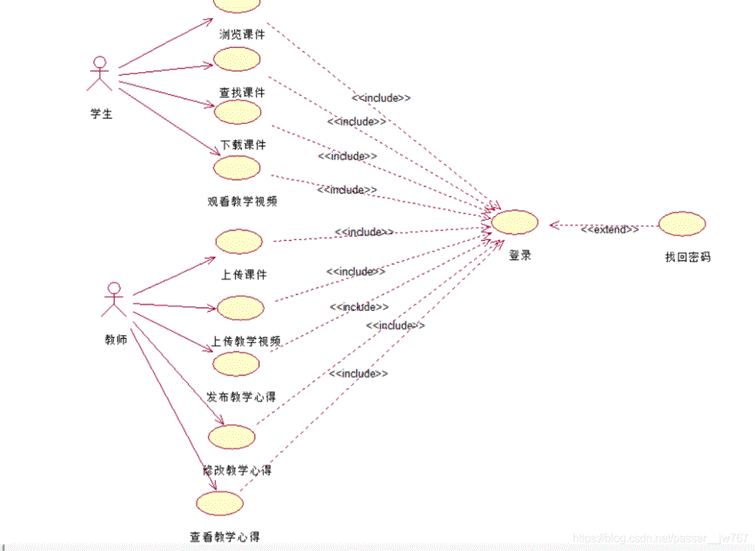 浏览课件
<<include>>
查找课件
<<include>>
学生
下载课件
<<include>>
<<include>>
观看教学视频
<<include>>
<<extend>>
登录
找回密码
上传课件
<<include>>
<<include>>
教师
上传教学视频
<<include>>
<<include>>
发布教学心得
修改教学心得
查看教学心得
https://blog.csdn.net/passer__jw767